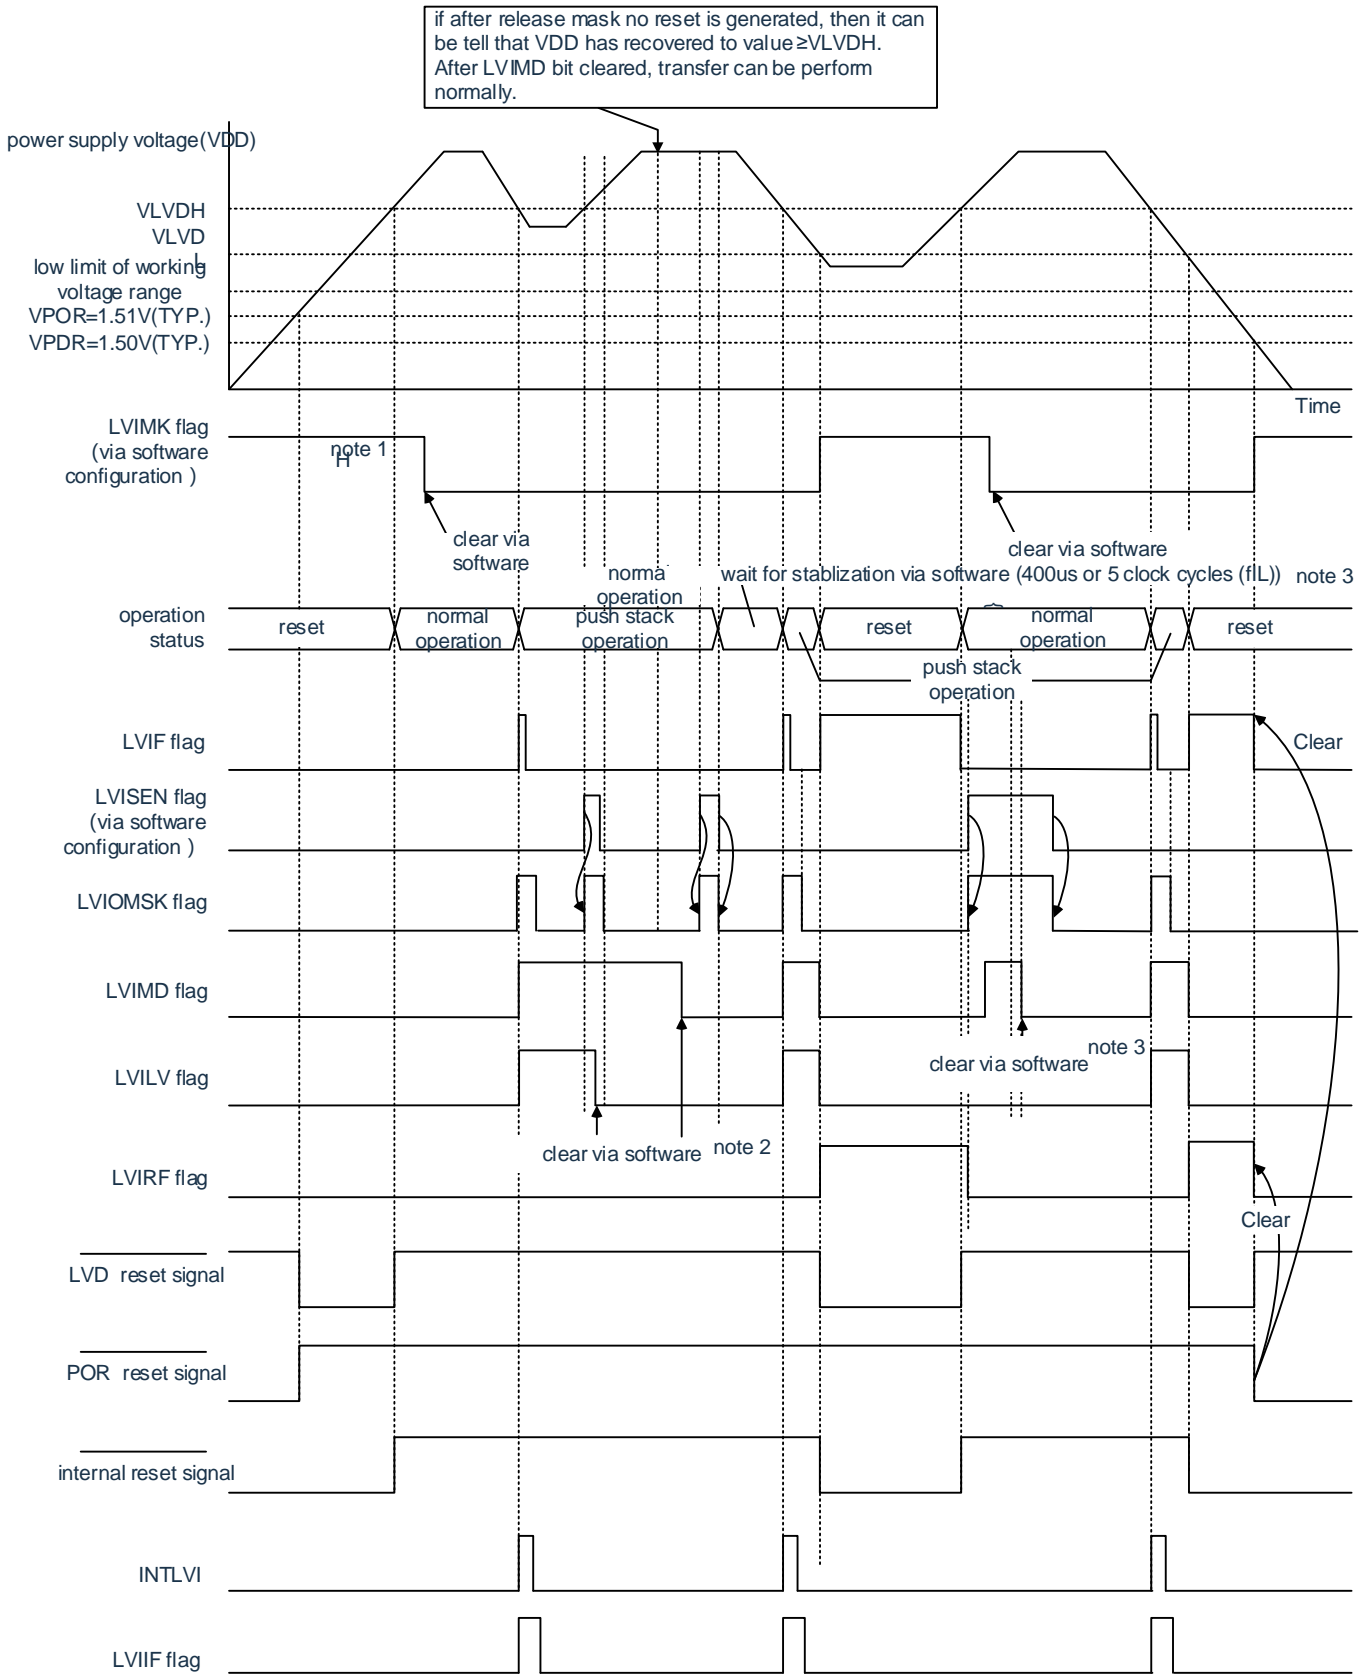 if after release mask no reset is generated, then it can
be tell that VDD has recovered to value≥VLVDH.
After LVIMD bit cleared, transfer can be perform
normally.
power supply voltage(VDD)
VLVDH
VLVD
L
low limit of working
voltage range
VPOR=1.51V(TYP.)
VPDR=1.50V(TYP.)
Time
LVIMK flag
(via software
configuration )
note 1
H
clear via
software
clear via software
norma
operation
wait for stablization via software (400us or 5 clock cycles (fIL))
note 3
operation
status
reset
normal
operation
push stack
operation
reset
normal
operation
reset
push stack
operation
LVIF flag
Clear
LVISEN flag
(via software
configuration )
LVIOMSK flag
LVIMD flag
note 3
clear via software
LVILV flag
clear via software
note 2
LVIRF flag
Clear
LVD reset signal
POR reset signal
internal reset signal
INTLVI
LVIIF flag